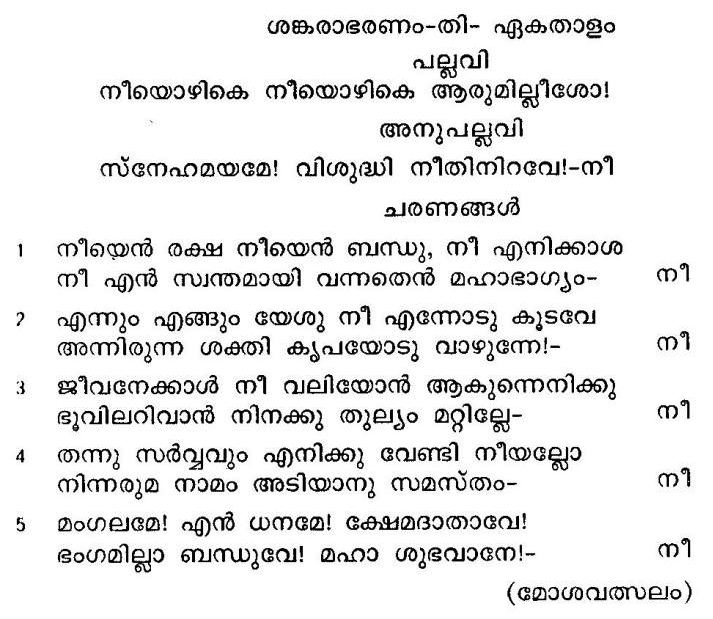 ശങ്കരാഭരണം-തി- ഏകതാളം
പല്ലവി
നീയൊഴികെ നീയൊഴികെ ആരുമില്ലീശോ!
അനുപല്ലവി
സ്നേഹമയമേ! വിശുദ്ധി നീതിനിറവേ!-നീ
ചരണങ്ങൾ
1 നീയെൻ രക്ഷ നീയെൻ ബന്ധു, നീ എനിക്കാശ
നീ എൻ സ്വന്തമായി വന്നതെൻ മഹാഭാഗ്യം- നീ
2 എന്നും എങ്ങും യേശു നീ എന്നോടു കൂടവേ
അന്നിരുന്ന ശക്തി കൃപയോടു വാഴുന്നേ!- നീ
3 ജീവനേക്കാൾ നീ വലിയോൻ ആകുന്നെനിക്കു
ഭൂവിലറിവാൻ നിനക്കു തുല്യം മറ്റില്ലേ- നീ
4 തന്നു സർവ്വവും എനിക്കു വേണ്ടി നീയല്ലോ
നിന്നരുമ നാമം അടിയാനു സമസ്തം- നീ
5 മംഗലമേ! എൻ ധനമേ! ക്ഷേമദാതാവേ!
ഭംഗമില്ലാ ബന്ധുവേ! മഹാ ശുഭവാനേ!- നീ
(മോശവത്സലം)